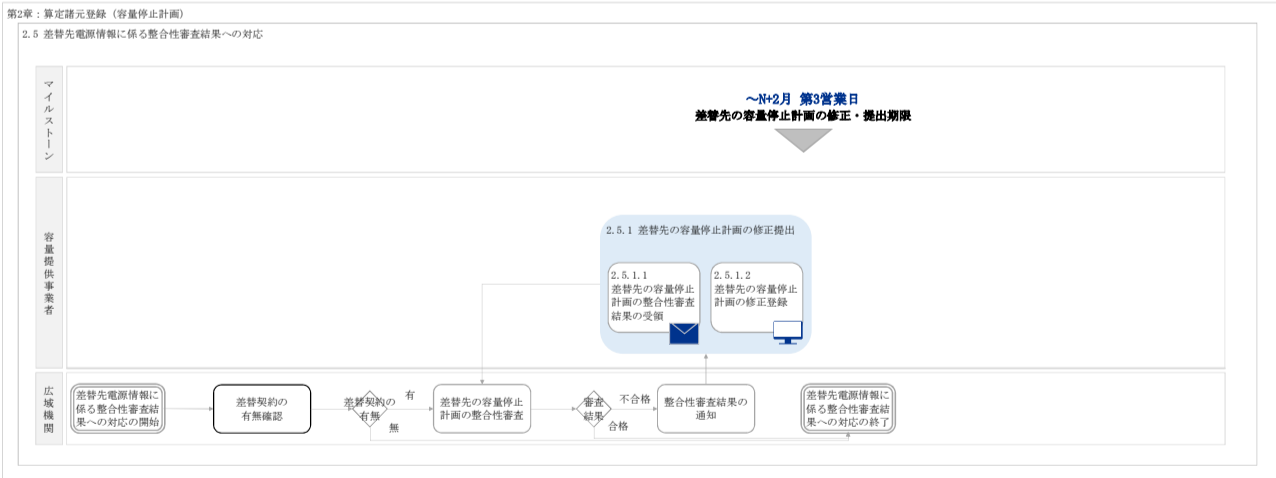 第2章：算定諸元登録（容量停止計画）
2.5 差替先電源情報に係る整合性審査結果への対応
マイルストーン
～N+2月 第3営業日
差替先の容量停止計画の修正・提出期限
容量提供事業者
2.5.1 差替先の容量停止計画の修正提出
2.5.1.1
差替先の容量停止
計画の整合性審査
結果の受領
2.5.1.2
差替先の容量停止
計画の修正登録
広域機関
差替先電源情報に
係る整合性審査結
果への対応の開始
差替契約の
有無確認
差替契約の
有無
有
無
差替先の容量停止
計画の整合性審査
審査
結果
不合格
合格
整合性審査結果の
通知
差替先電源情報に
係る整合性審査結
果への対応の終了